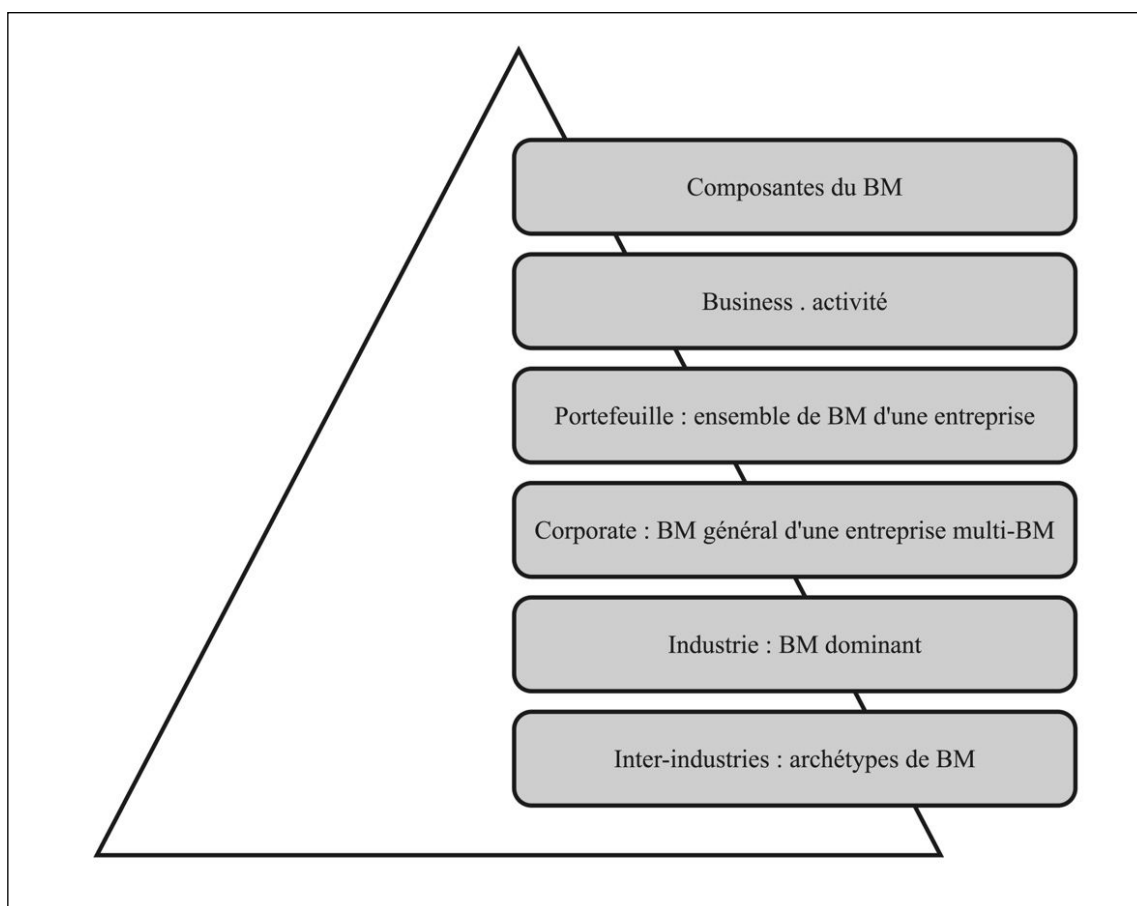 Composantes du BM
Business . activité
Portefeuille : ensemble de BM d'une entreprise
Corporate : BM général d'une entreprise multi-BM
Industrie : BM dominant
Inter-industries : archétypes de BM